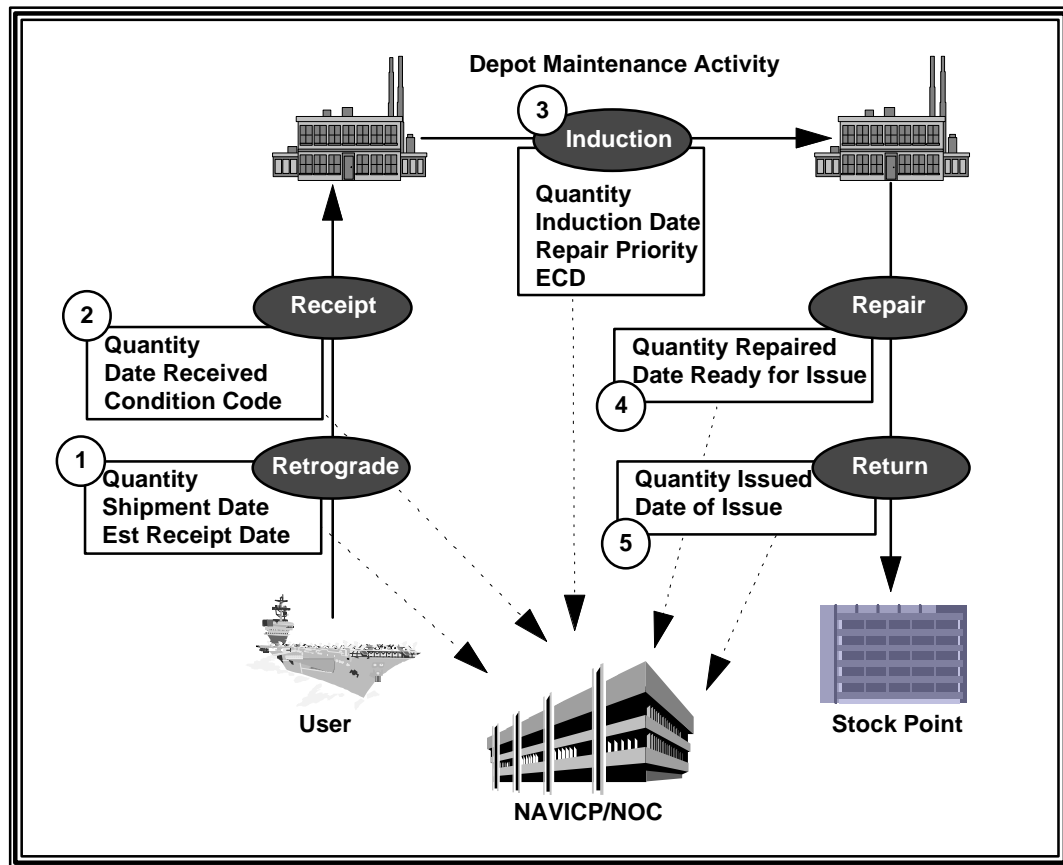 Depot Maintenance Activity
3
Induction
Quantity
Induction Date
Repair Priority
ECD
2
Receipt
Quantity
Date Received
Condition Code
1
Retrograde
Quantity
Shipment Date
Est Receipt Date
Repair
Quantity Repaired
Date Ready for Issue
4
Return
Quantity Issued
Date of Issue
5
User
NAVICP/NOC
Stock Point